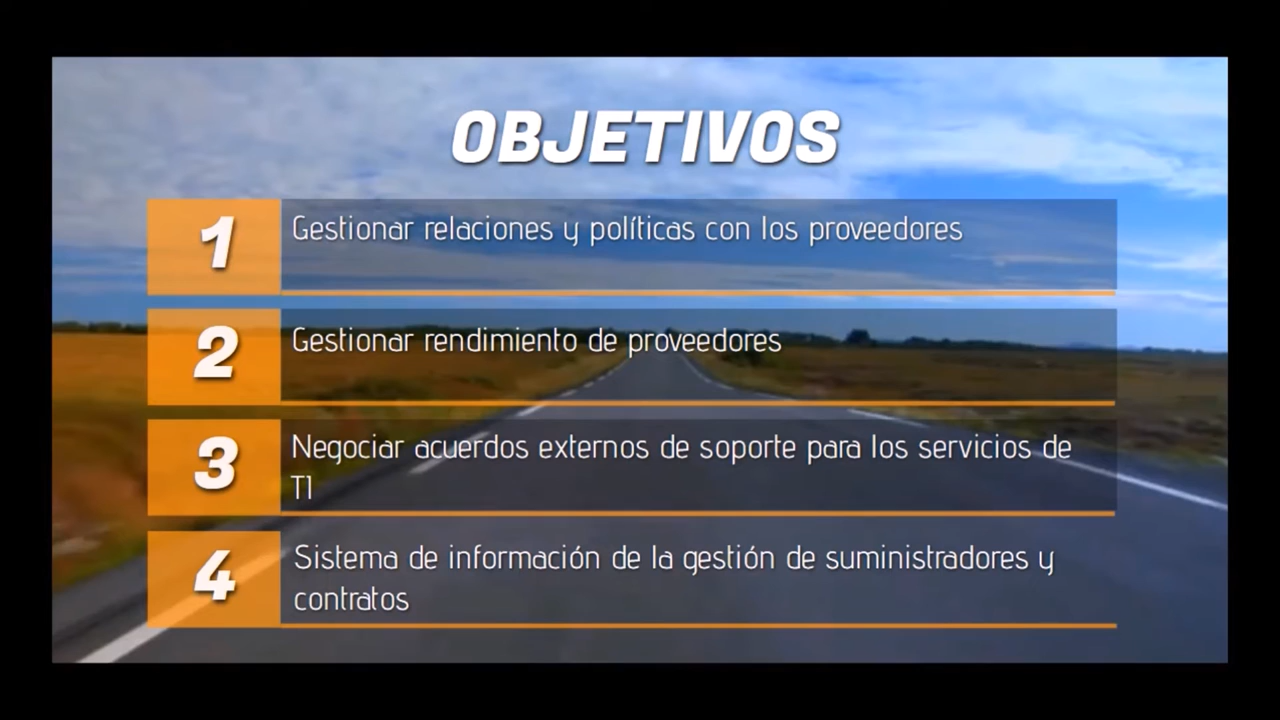 OBJETIVOS
1
Gestionar relaciones y políticas con los proveedores
2
Gestionar rendimiento de proveedores
3
Negociar acuerdos externos de soporte para los servicios de
TI
4
Sistema de información de la gestión de suministradores y
contratos